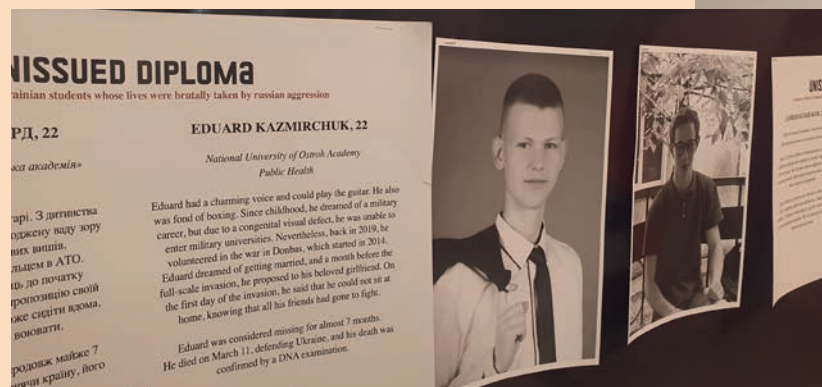 NISSUED DIPLOMa
ainian students whose lives were brutally taken by russian aggression
РД, 22
ька академія»
арі. З дитинства
оджену ваду зору
вих вишів.
льцем в АТО.
ць до початку
ропозицію своїй
оже сидіти вдома,
воювати.
родовж майже 7
ячи країну, його
EDUARD KAZMIRCHUK, 22
National University of Ostroh Academy
Public Health
Eduard had a charming voice and could play the guitar. He also
was fond of boxing. Since childhood, he dreamed of a military
career, but due to a congenital visual defect, he was unable to
enter military universities. Nevertheless, back in 2019, he
volunteered in the war in Donbas, which started in 2014.
Eduard dreamed of getting married, and a month before the
full-scale invasion, he proposed to his beloved girlfriend. On
the first day of the invasion, he said that he could not sit at
home, knowing that all his friends had gone to fight.
Eduard was considered missing for almost 7 months.
He died on March 11, defending Ukraine, and his death was
confirmed by a DNA examination.
UNIS